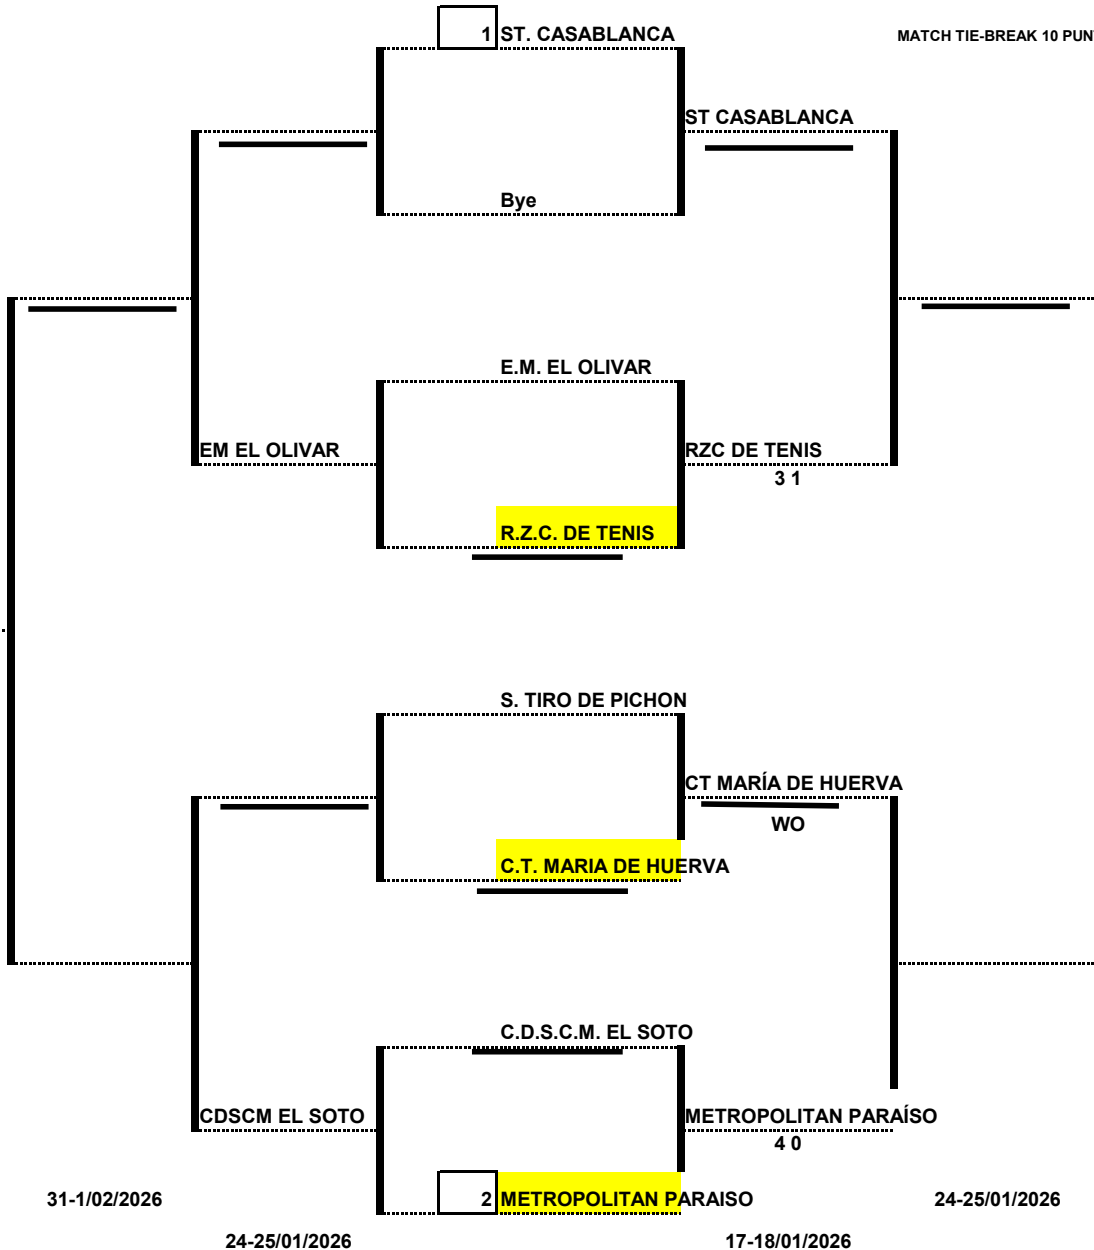 1 ST. CASABLANCA
MATCH TIE-BREAK 10 PUN
ST CASABLANCA
Bye
E.M. EL OLIVAR
EM EL OLIVAR
RZC DE TENIS
3 1
R.Z.C. DE TENIS
S. TIRO DE PICHON
CT MARÍA DE HUERVA
WO
C.T. MARIA DE HUERVA
C.D.S.C.M. EL SOTO
CDSCM EL SOTO
METROPOLITAN PARAÍSO
4 0
31-1/02/2026
2 METROPOLITAN PARAISO
24-25/01/2026
24-25/01/2026
17-18/01/2026